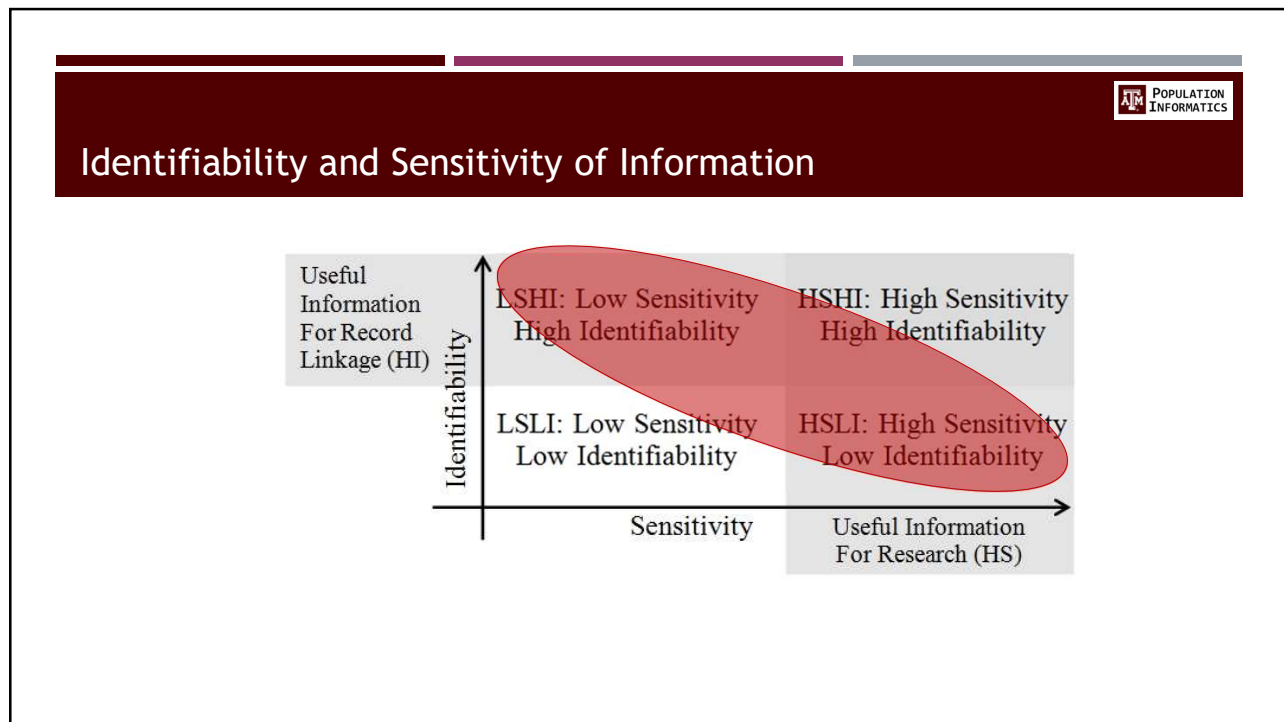 POPULATION
INFORMATICS
Identifiability and Sensitivity of Information
Useful
Information
For Record
Linkage (HI)
Identifiability
LSHI: Low Sensitivity
High Identifiability
HSHI: High Sensitivity
High Identifiability
LSLI: Low Sensitivity
Low Identifiability
HSLI: High Sensitivity
Low Identifiability
Sensitivity
Useful Information
For Research (HS)